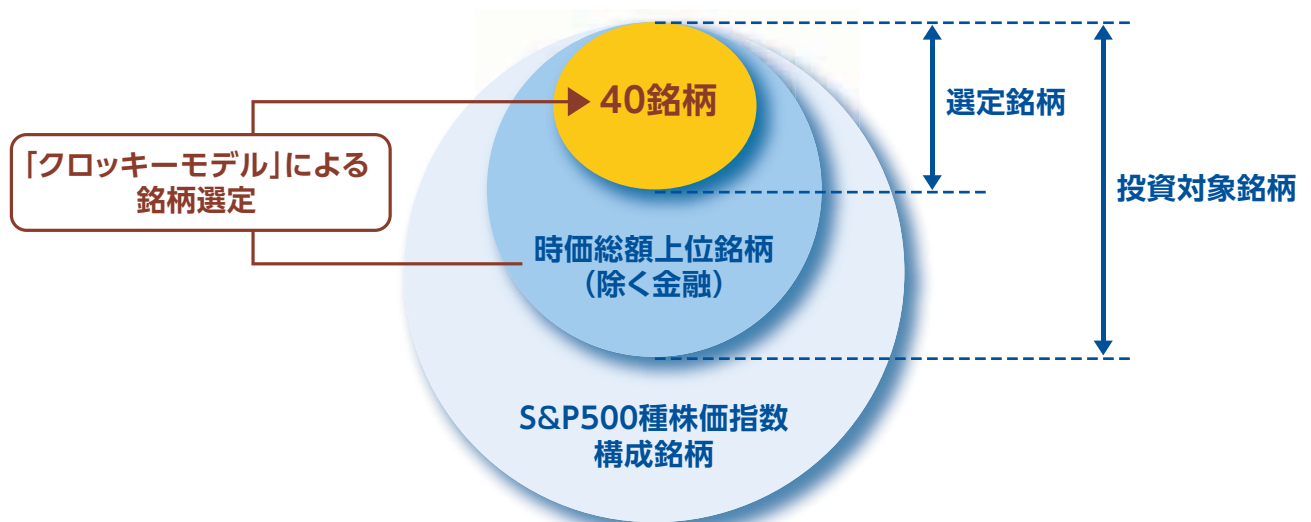 40銘柄
選定銘柄
「クロッキーモデル」による
銘柄選定
投資対象銘柄
時価総額上位銘柄
（除く金融）
S&P500種株価指数
構成銘柄